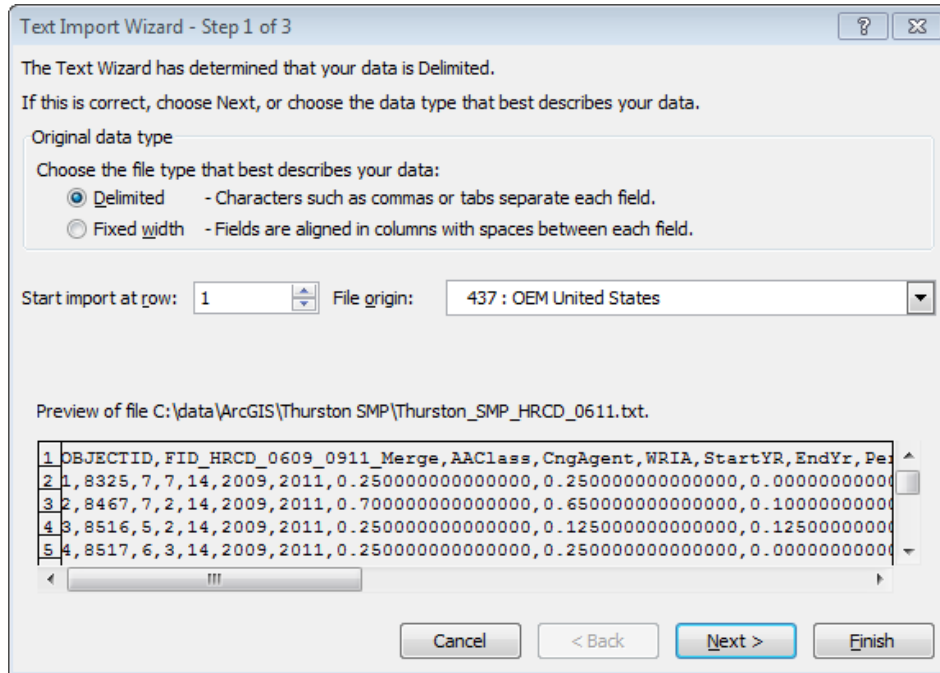 Text Import Wizard - Step 1 of 3
The Text Wizard has determined that your data is Delimited.
If this is correct, choose Next, or choose the data type that best describes your data.
Original data type
Choose the file type that best describes your data:
Delimited - Characters such as commas or tabs separate each field.
Fixed width - Fields are aligned in columns with spaces between each field.
Start import at row: 1 File origin: 437 : OEM United States
Preview of file C:\data\ArcGIS\Thurston SMP\Thurston_SMP_HRCD_0611.txt.
1 OBJECTID,FID_HRCD_0609_0911_Merge,AAClass,CngAgent,WRIA,StartYR,EndYr,Per
2 1,8325,7,7,14,2009,2011,0.250000000000000,0.250000000000000,0.00000000000
3 2,8467,7,2,14,2009,2011,0.700000000000000,0.650000000000000,0.10000000000
4 3,8516,5,2,14,2009,2011,0.250000000000000,0.125000000000000,0.12500000000
5 4,8517,6,3,14,2009,2011,0.250000000000000,0.250000000000000,0.00000000000
Cancel < Back Next > Finish